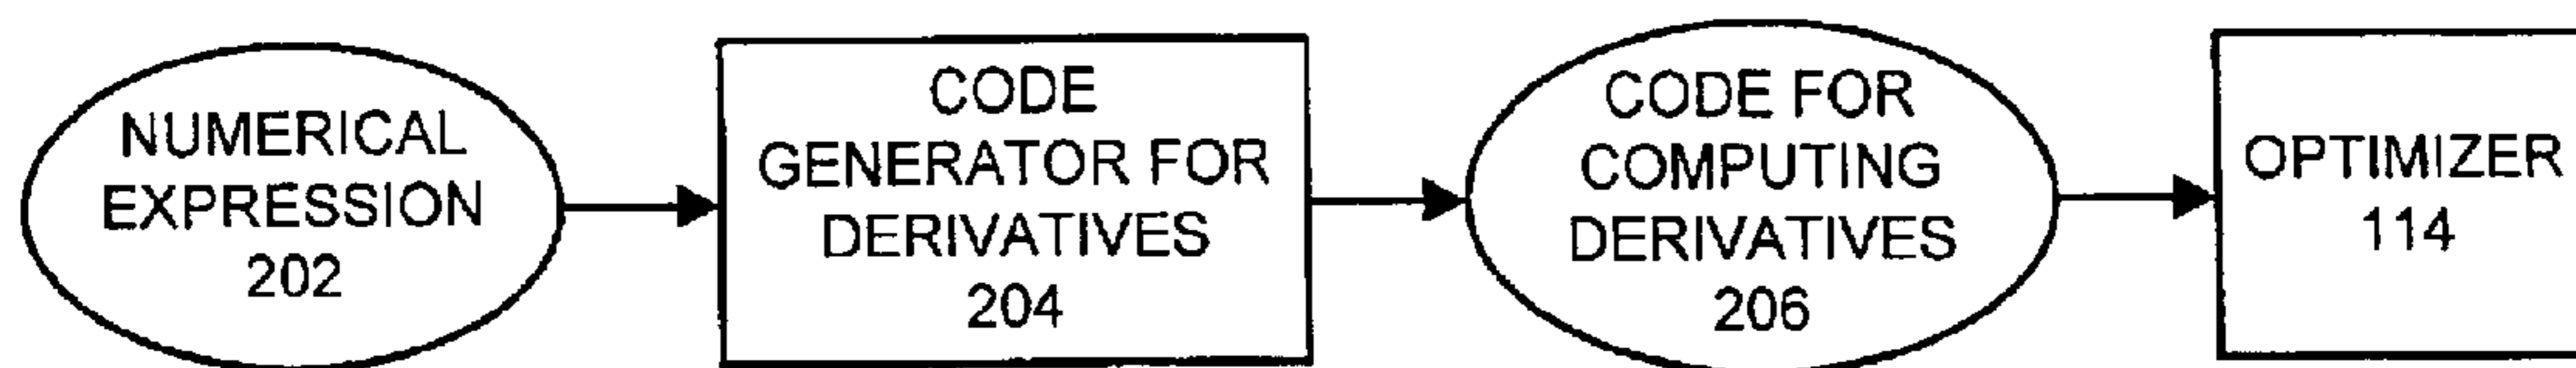 NUMERICAL
EXPRESSION
202
CODE
GENERATOR FOR
DERIVATIVES
204
CODE FOR
COMPUTING
DERIVATIVES
206
OPTIMIZER
114